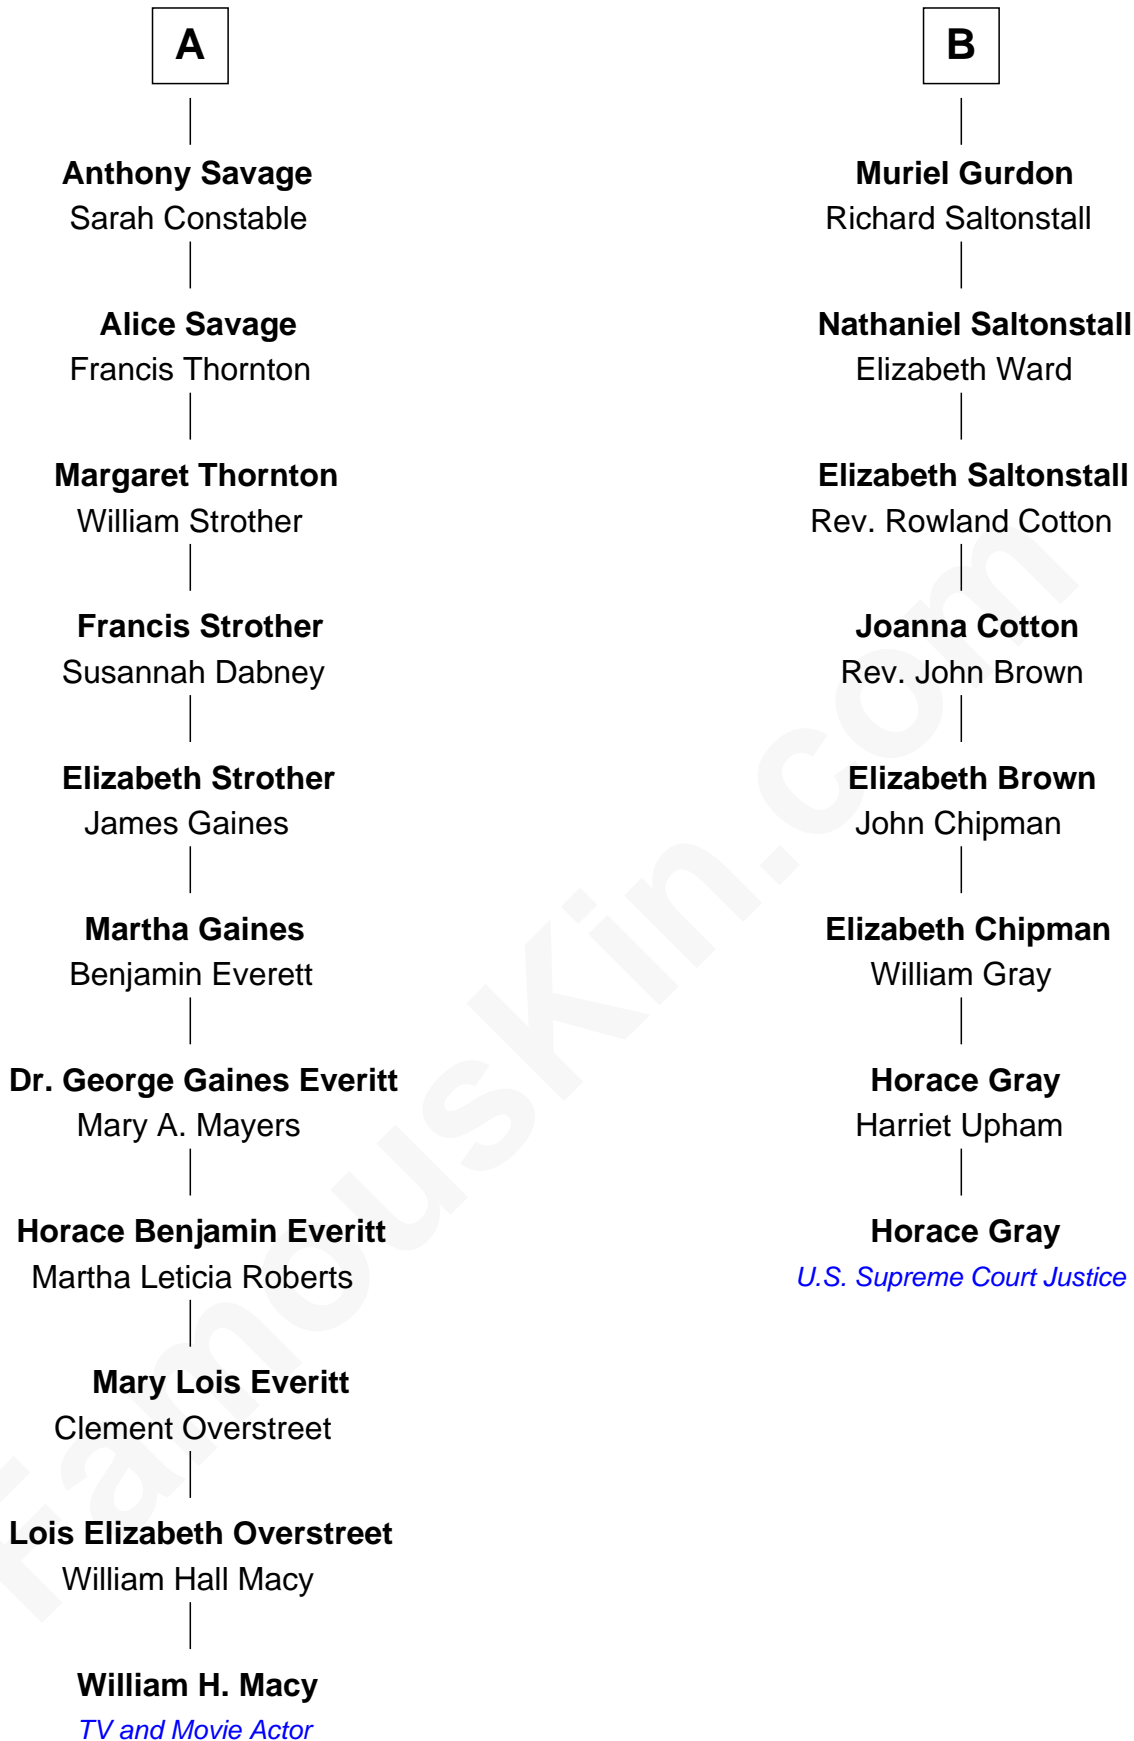 A
Anthony Savage
Sarah Constable
Alice Savage
Francis Thornton
Margaret Thornton
William Strother
Francis Strother
Susannah Dabney
Elizabeth Strother
James Gaines
Martha Gaines
Benjamin Everett
Dr. George Gaines Everitt
Mary A. Mayers
Horace Benjamin Everitt
Martha Leticia Roberts
Mary Lois Everitt
Clement Overstreet
Lois Elizabeth Overstreet
William Hall Macy
William H. Macy
TV and Movie Actor
B
Muriel Gurdon
Richard Saltonstall
Nathaniel Saltonstall
Elizabeth Ward
Elizabeth Saltonstall
Rev. Rowland Cotton
Joanna Cotton
Rev. John Brown
Elizabeth Brown
John Chipman
Elizabeth Chipman
William Gray
Horace Gray
Harriet Upham
Horace Gray
U.S. Supreme Court Justice
FamousKin.com